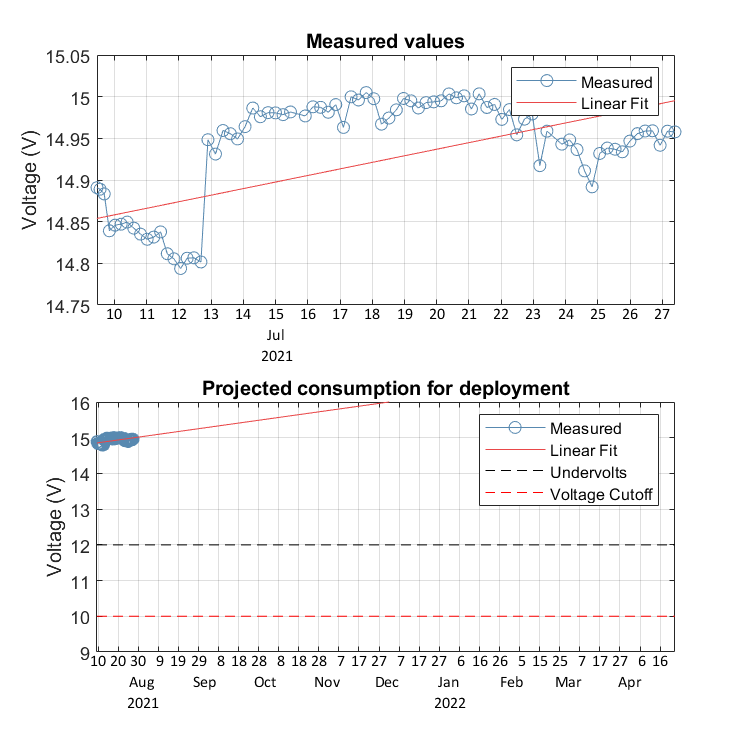 Measured values
15.05
15
14.95
14.9
14.85
14.8
14.75
Voltage (V)
Measured
Linear Fit
10 11 12 13 14 15 16 17 18 19 20 21 22 23 24 25 26 27
Jul
2021
Projected consumption for deployment
16
15
14
13
12
11
10
9
Voltage (V)
Measured
Linear Fit
Undervolts
Voltage Cutoff
10 20 30 9 19 29 8 18 28 8 18 28 7 17 27 7 17 27 6 16 26 5 15 25 7 17 27 6 16
Aug Sep Oct Nov Dec Jan Feb Mar Apr
2021 2022